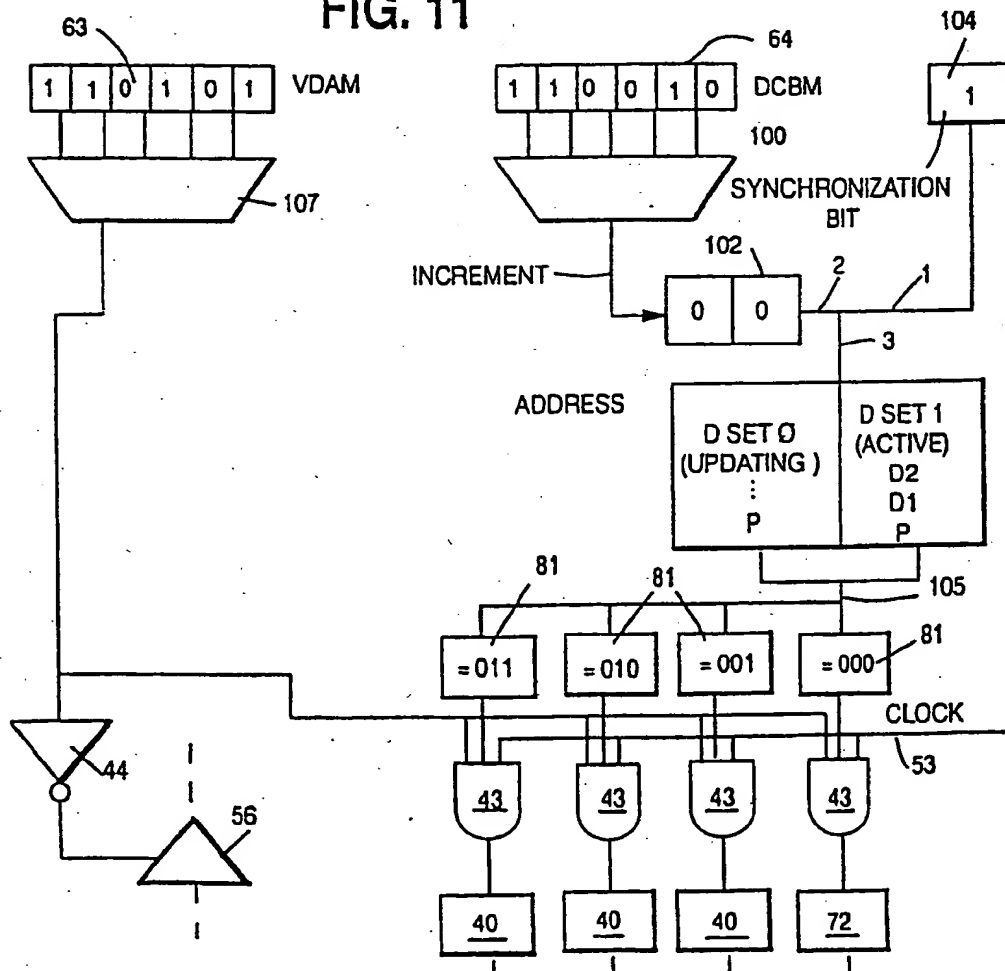 FIG. 11
63
64
104
1 1 0 1 0 1
VDAM
1 1 0 0 1 0
DCBM
1
100
107
SYNCHRONIZATION
BIT
INCREMENT
102
0 0
2
1
3
ADDRESS
D SET 0
(UPDATING )
⋮
P
D SET 1
(ACTIVE)
D2
D1
P
81
81
105
=011
=010
=001
=000
81
CLOCK
53
44
43
43
43
43
56
40
40
40
72